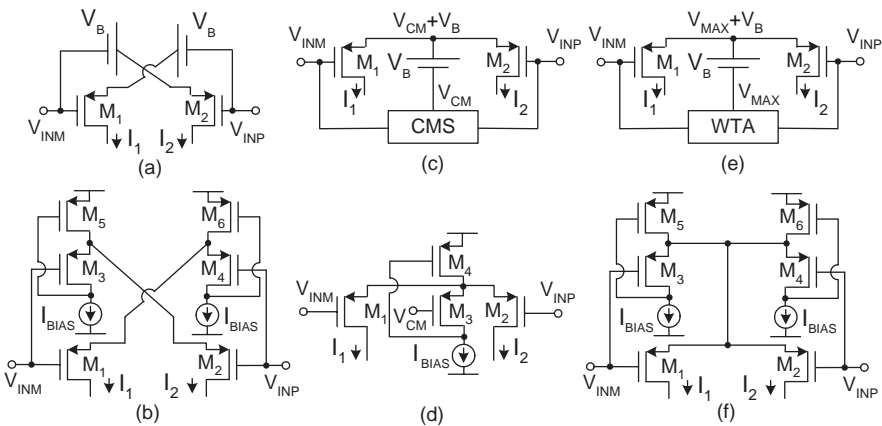 V_B V_B
V_INM M_1 M_2 V_INP
I_1 I_2
(a)
V_CM+V_B
V_INM M_1 V_B M_2 V_INP
I_1 V_CM I_2
CMS
(c)
V_MAX+V_B
V_INM M_1 V_B M_2 V_INP
I_1 V_MAX I_2
WTA
(e)
M_5 M_6
M_3 M_4
I_BIAS I_BIAS
V_INM M_1 M_2 V_INP
I_1 I_2
(b)
M_4
V_INM M_1 V_CM M_3 M_2 V_INP
I_1 I_BIAS I_2
(d)
M_5 M_6
M_3 M_4
I_BIAS I_BIAS
V_INM M_1 M_2 V_INP
I_1 I_2
(f)